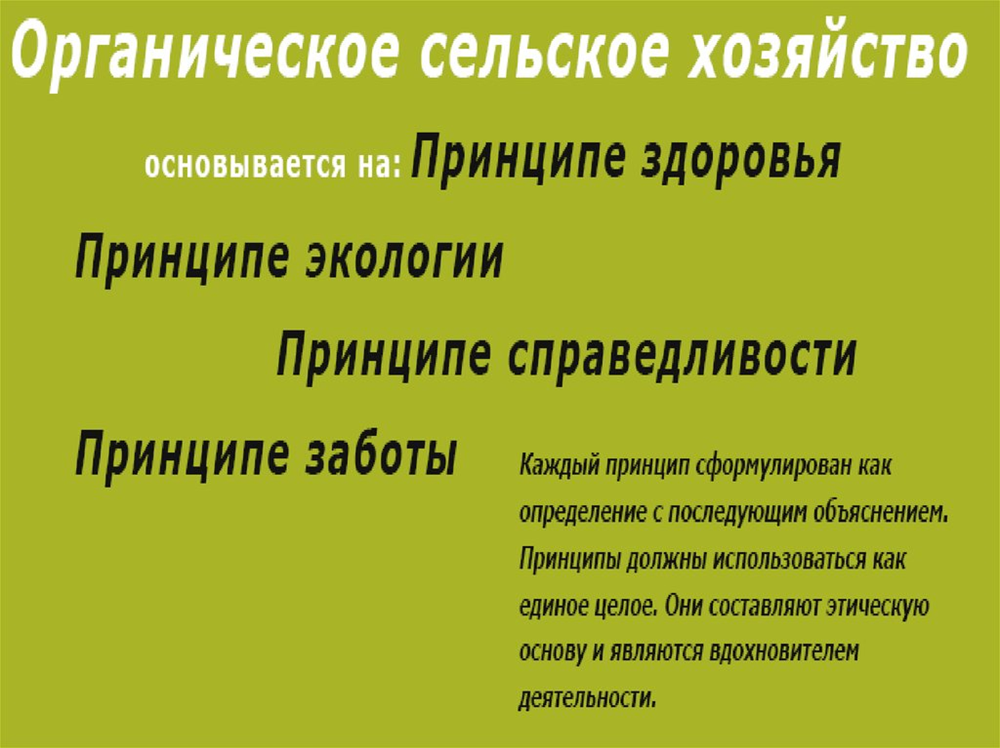 Органическое сельское хозяйство
основывается на: Принципе здоровья
Принципе экологии
Принципе справедливости
Принципе заботы
Каждый принцип сформулирован как
определение с последующим объяснением.
Принципы должны использоваться как
единое целое. Они составляют этическую
основу и являются вдохновителем
деятельности.